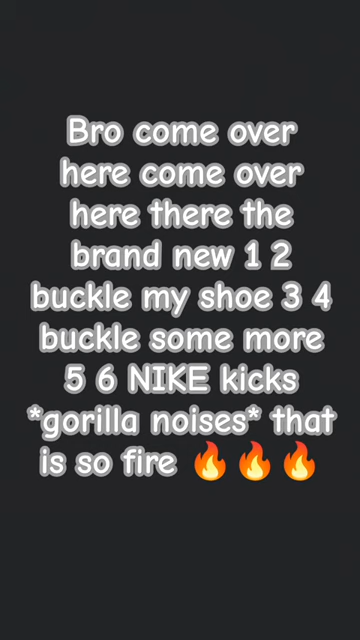 Bro come over
here come over
here there the
brand new 1 2
buckle my shoe 3 4
buckle some more
5 6 NIKE kicks
*gorilla noises* that
is so fire 🔥🔥🔥